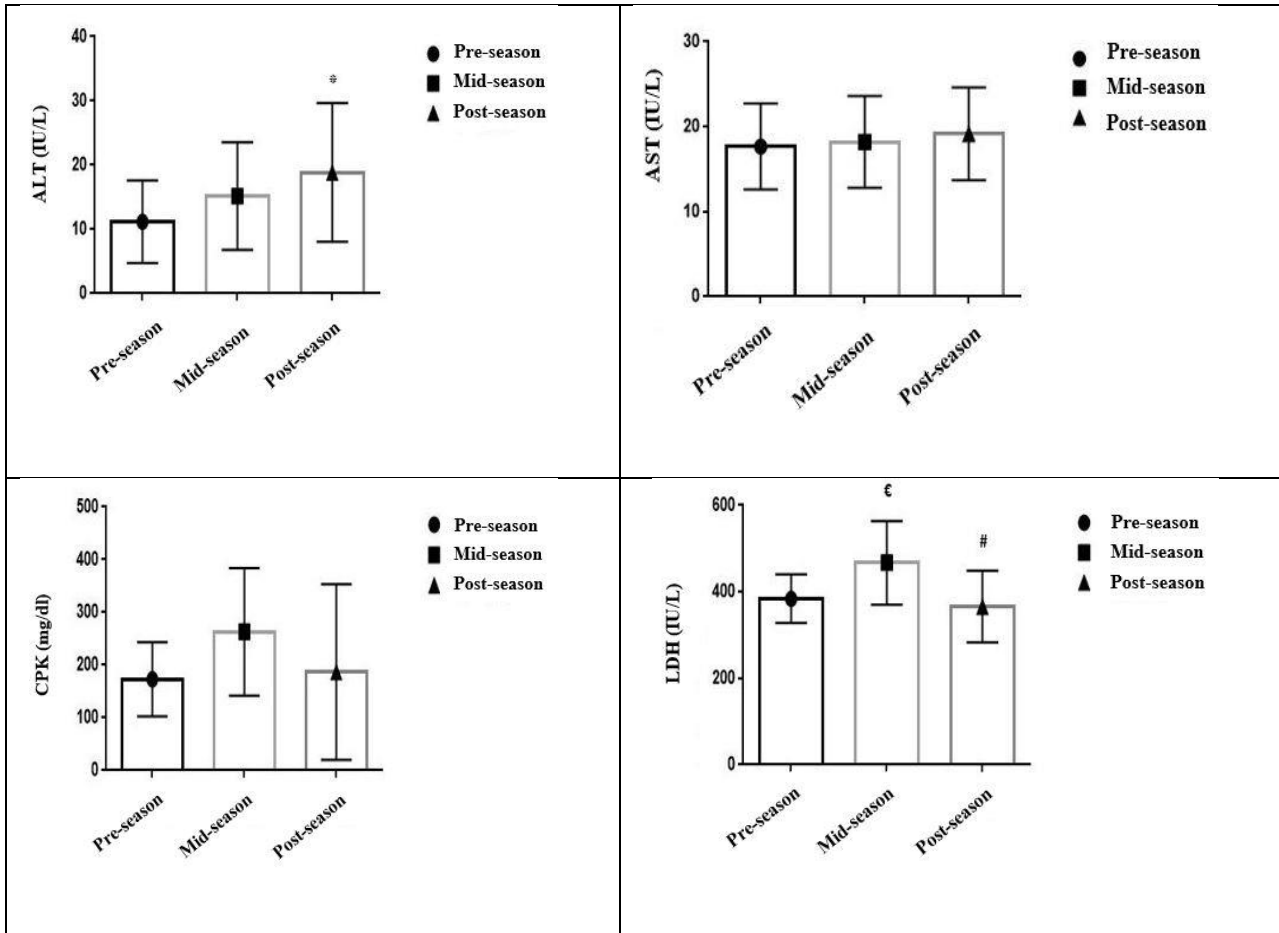 40
30
20
10
0
ALT (IU/L)
*
Pre-season
Mid-season
Post-season
Pre-season
Mid-season
Post-season
30
20
10
0
AST (IU/L)
Pre-season
Mid-season
Post-season
Pre-season
Mid-season
Post-season
500
400
300
200
100
0
CPK (mg/dl)
Pre-season
Mid-season
Post-season
Pre-season
Mid-season
Post-season
600
400
200
0
LDH (IU/L)
€
#
Pre-season
Mid-season
Post-season
Pre-season
Mid-season
Post-season